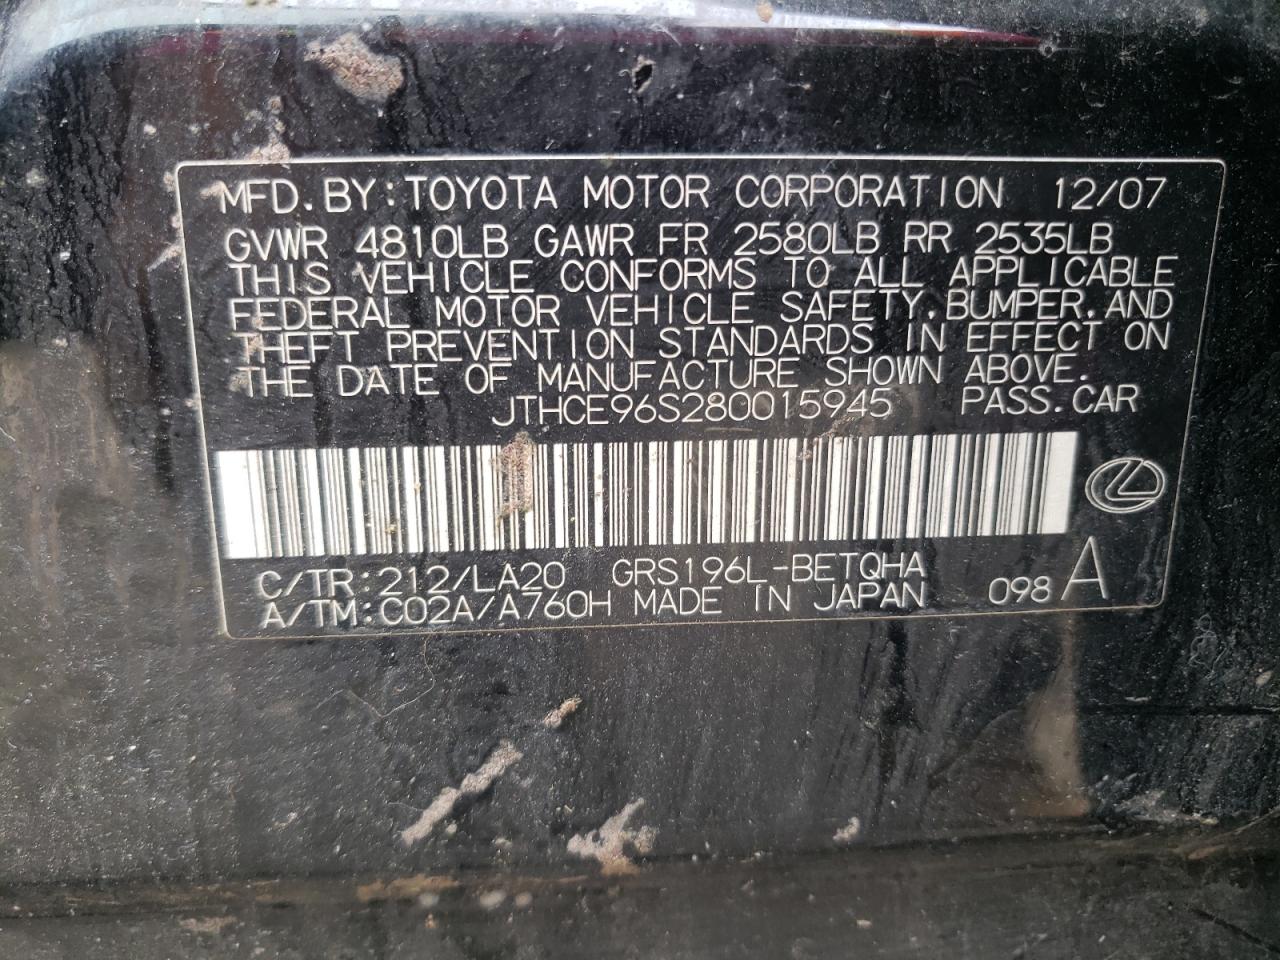 MFD. BY: TOYOTA MOTOR CORPORATION 12/07
GVWR 4810LB GAWR FR 2580LB RR 2535LB
THIS VEHICLE CONFORMS TO ALL APPLICABLE
FEDERAL MOTOR VEHICLE SAFETY, BUMPER, AND
THEFT PREVENTION STANDARDS IN EFFECT ON
THE DATE OF MANUFACTURE SHOWN ABOVE.
JTHCE96S280015945 PASS. CAR
C/TR: 212/LA20 GRS196L-BETQHA
A/TM: C02A/A760H MADE IN JAPAN 098 A